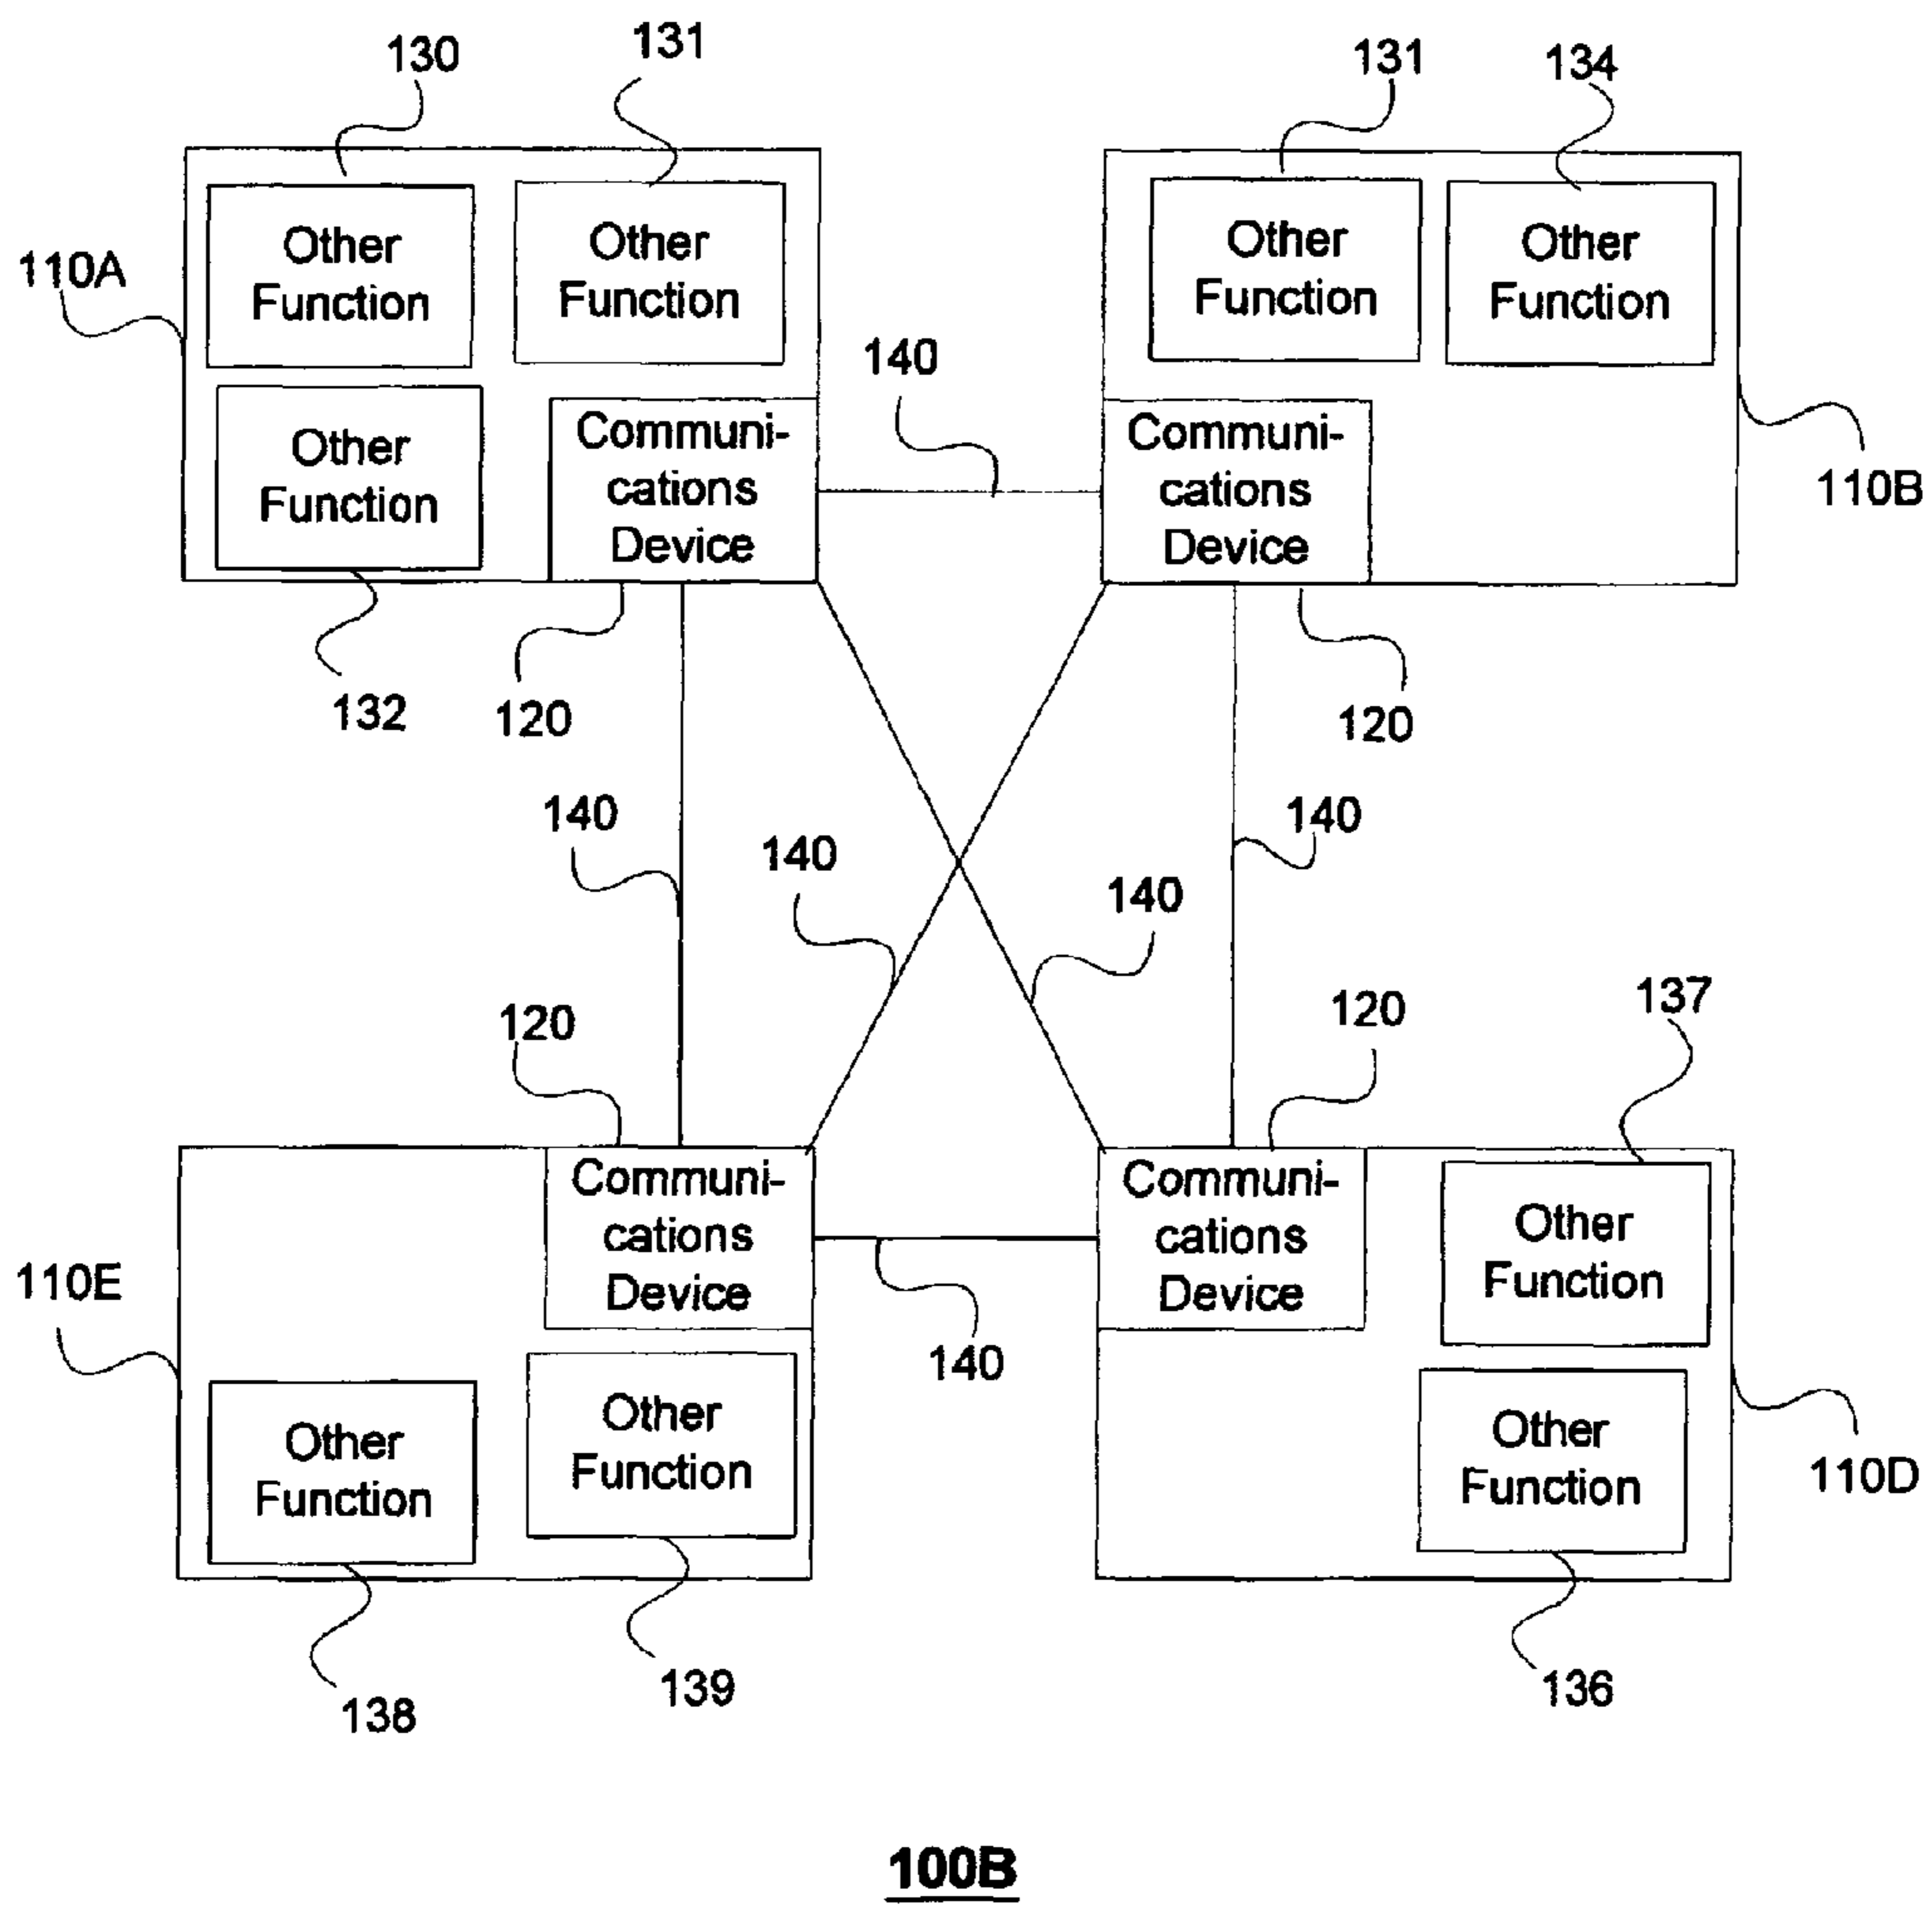 130
131
131
134
Other
Function
Other
Function
Other
Function
Other
Function
110A
140
Other
Function
Communi-
cations
Device
Communi-
cations
Device
110B
132
120
120
140
140
140
140
120
120
137
Communi-
cations
Device
Communi-
cations
Device
Other
Function
110E
140
Other
Function
Other
Function
Other
Function
110D
138
139
136
100B